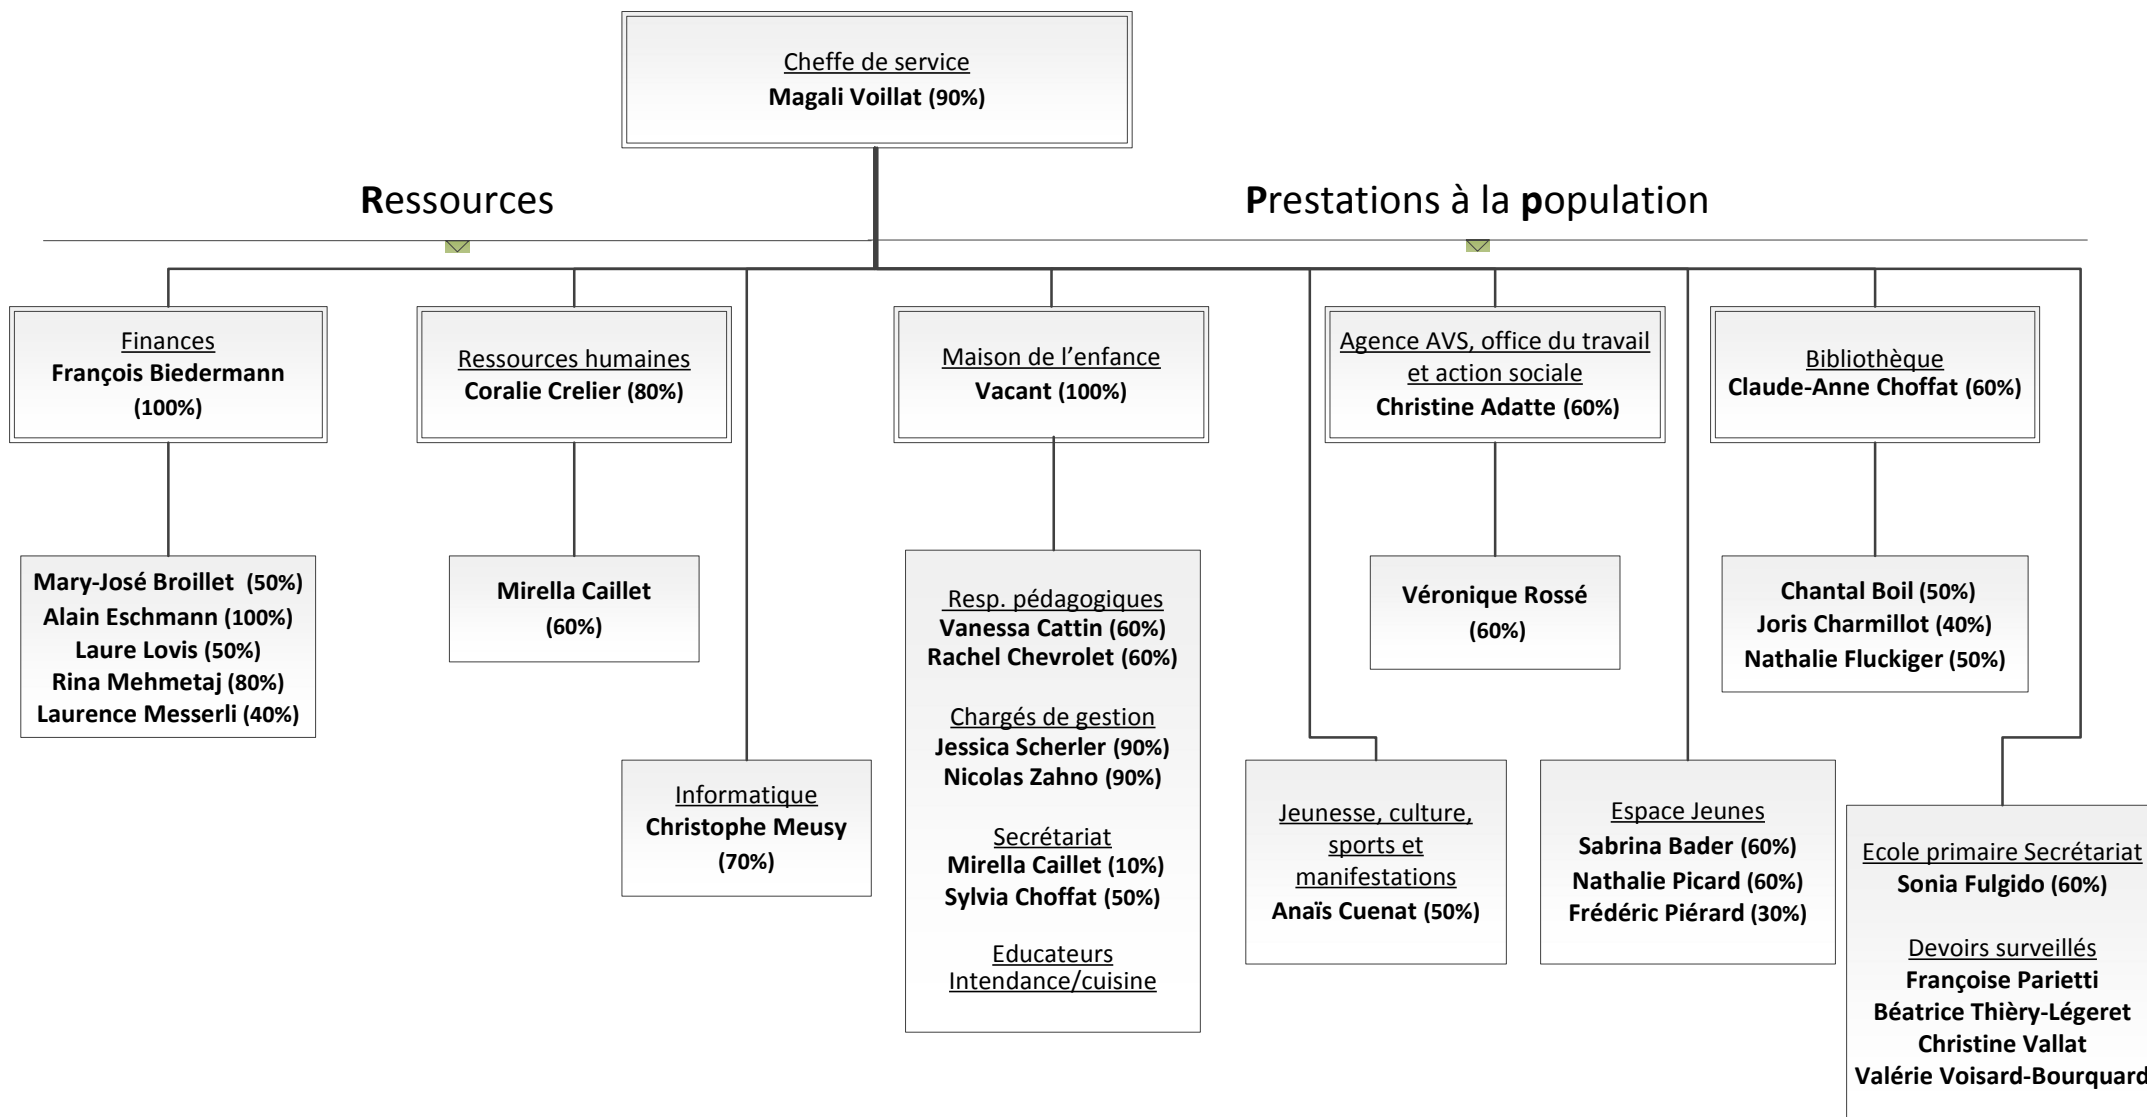 Cheffe de service
Magali Voillat (90%)
Ressources
Prestations à la population
Finances
François Biedermann
(100%)
Ressources humaines
Coralie Crelier (80%)
Maison de l’enfance
Vacant (100%)
Agence AVS, office du travail
et action sociale
Christine Adatte (60%)
Bibliothèque
Claude-Anne Choffat (60%)
Mary-José Broillet (50%)
Alain Eschmann (100%)
Laure Lovis (50%)
Rina Mehmetaj (80%)
Laurence Messerli (40%)
Mirella Caillet
(60%)
Resp. pédagogiques
Vanessa Cattin (60%)
Rachel Chevrolet (60%)
Chargés de gestion
Jessica Scherler (90%)
Nicolas Zahno (90%)
Secrétariat
Mirella Caillet (10%)
Sylvia Choffat (50%)
Educateurs
Intendance/cuisine
Véronique Rossé
(60%)
Chantal Boil (50%)
Joris Charmillot (40%)
Nathalie Fluckiger (50%)
Informatique
Christophe Meusy
(70%)
Jeunesse, culture,
sports et
manifestations
Anaïs Cuenat (50%)
Espace Jeunes
Sabrina Bader (60%)
Nathalie Picard (60%)
Frédéric Piérard (30%)
Ecole primaire Secrétariat
Sonia Fulgido (60%)
Devoirs surveillés
Françoise Parietti
Béatrice Thièry-Légeret
Christine Vallat
Valérie Voisard-Bourquard